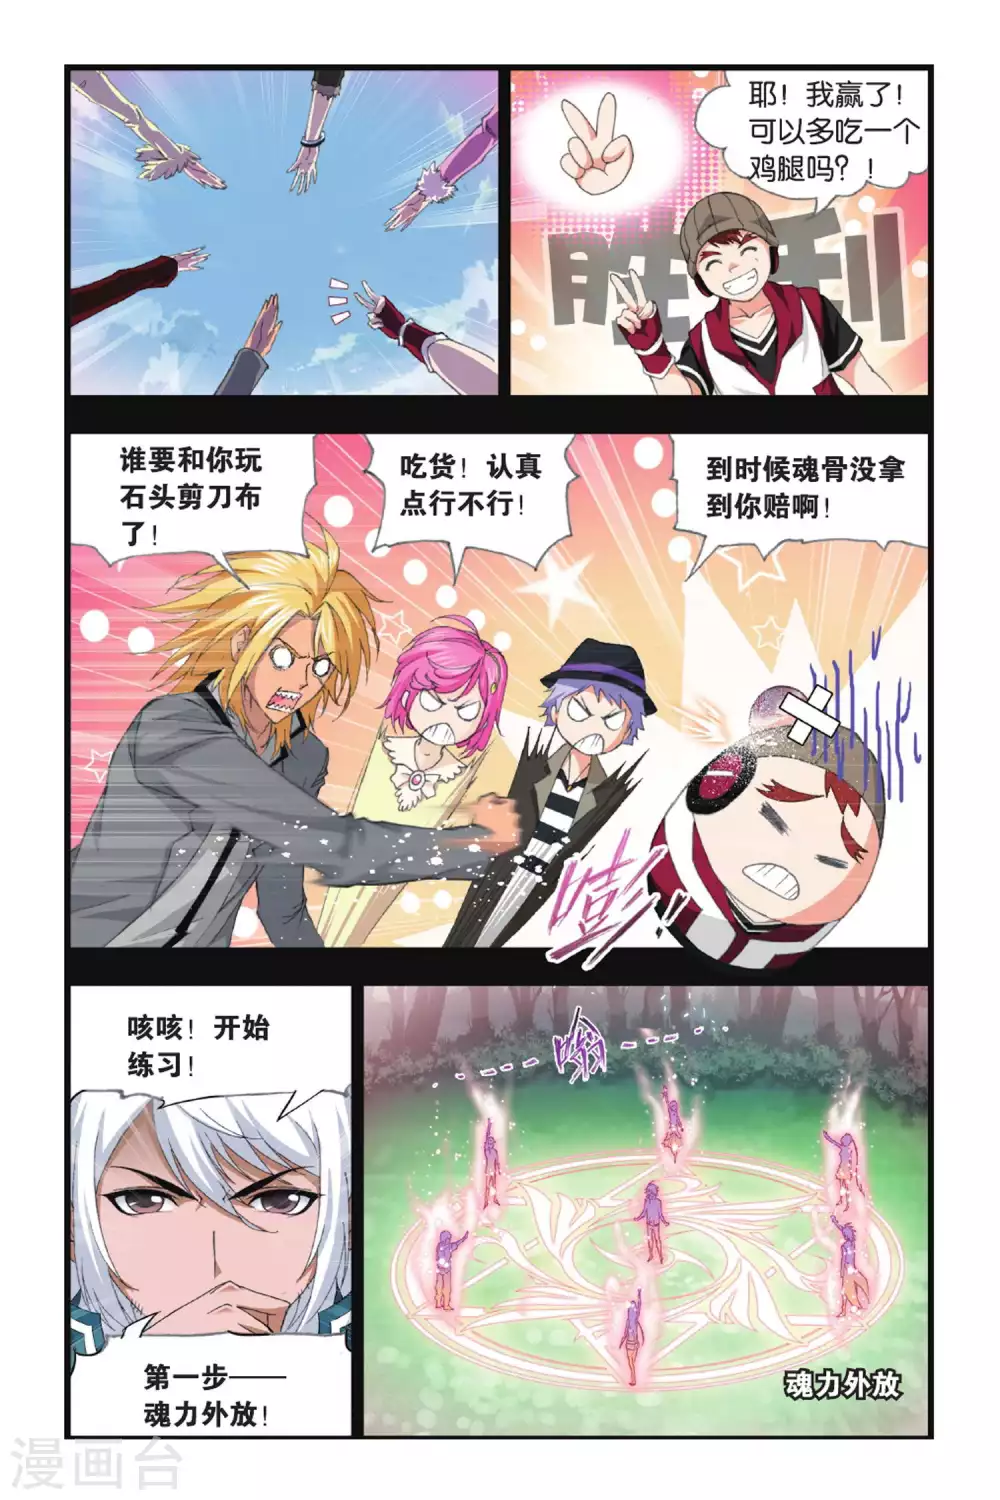 耶！我赢了！
可以多吃一个
鸡腿吗？！
胜利
谁要和你玩
石头剪刀布
了！
吃货！认真
点行不行！
到时候魂骨没拿
到你赔啊！
嘭
咳咳！开始
练习！
嗡
第一步——
魂力外放！
魂力外放
漫画台